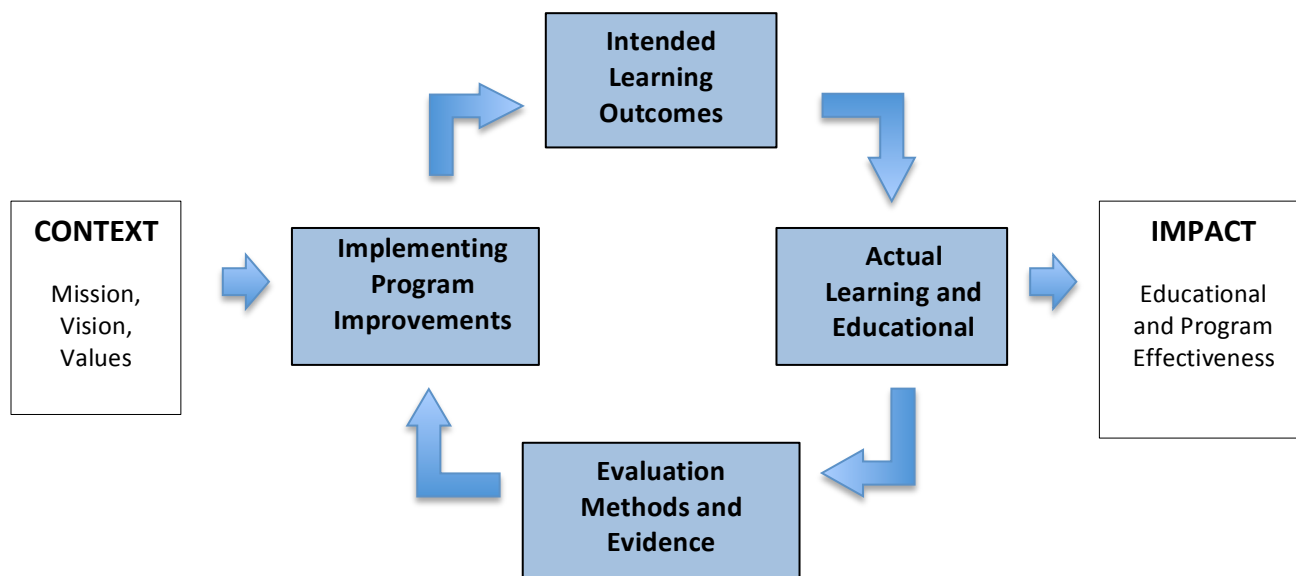 Intended
Learning
Outcomes
CONTEXT
Mission,
Vision,
Values
Implementing
Program
Improvements
Actual
Learning and
Educational
IMPACT
Educational
and Program
Effectiveness
Evaluation
Methods and
Evidence